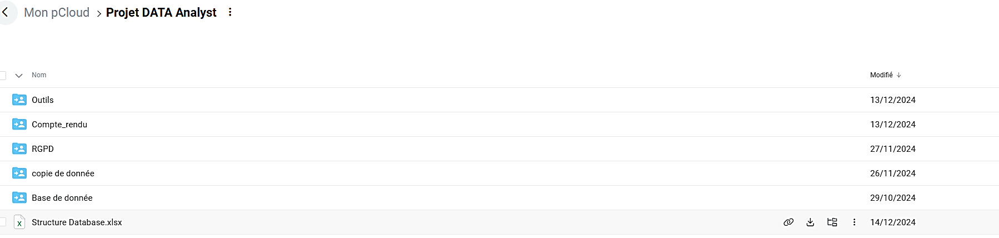 Mon pCloud > Projet DATA Analyst
Nom Modifié
Outils 13/12/2024
Compte_rendu 13/12/2024
RGPD 27/11/2024
copie de donnée 26/11/2024
Base de donnée 29/10/2024
Structure Database.xlsx 14/12/2024